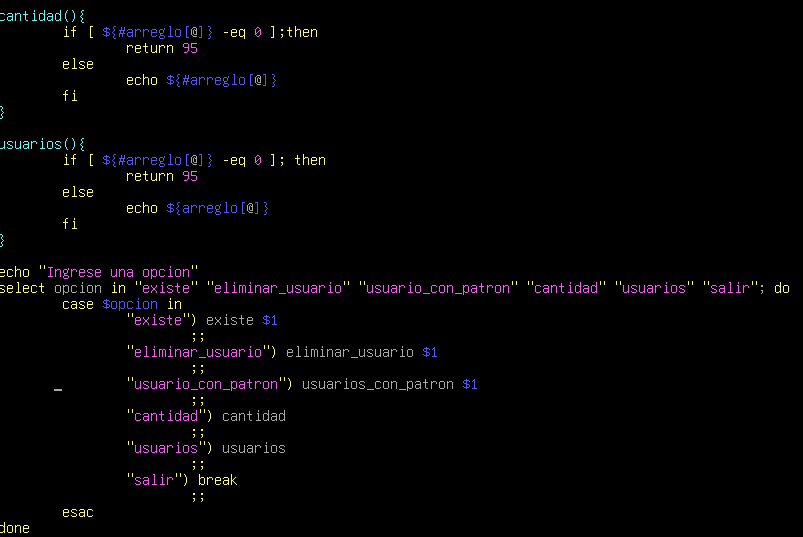 cantidad(){
if [ ${#arreglo[@]} -eq 0 ];then
return 95
else
echo ${#arreglo[@]}
fi
}
usuarios(){
if [ ${#arreglo[@]} -eq 0 ]; then
return 95
else
echo ${arreglo[@]}
fi
}
echo "Ingrese una opcion"
select opcion in "existe" "eliminar_usuario" "usuario_con_patron" "cantidad" "usuarios" "salir"; do
case $opcion in
"existe") existe $1
;;
"eliminar_usuario") eliminar_usuario $1
;;
"usuario_con_patron") usuarios_con_patron $1
;;
"cantidad") cantidad
;;
"usuarios") usuarios
;;
"salir") break
;;
esac
done